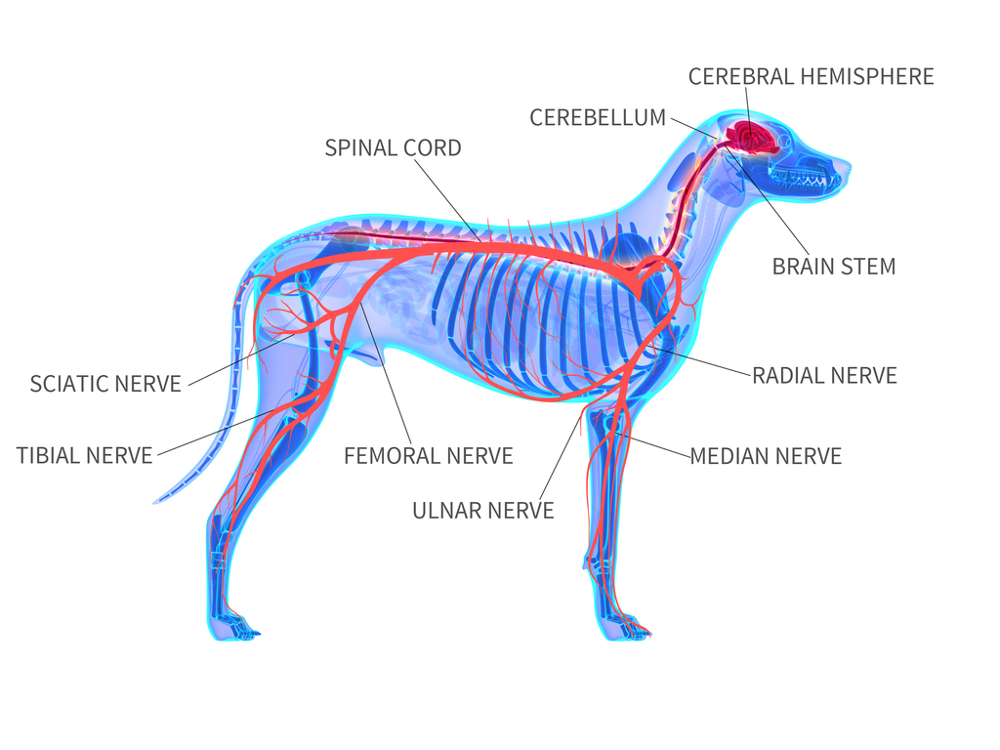 CEREBRAL HEMISPHERE
CEREBELLUM
SPINAL CORD
BRAIN STEM
RADIAL NERVE
SCIATIC NERVE
TIBIAL NERVE
FEMORAL NERVE
MEDIAN NERVE
ULNAR NERVE